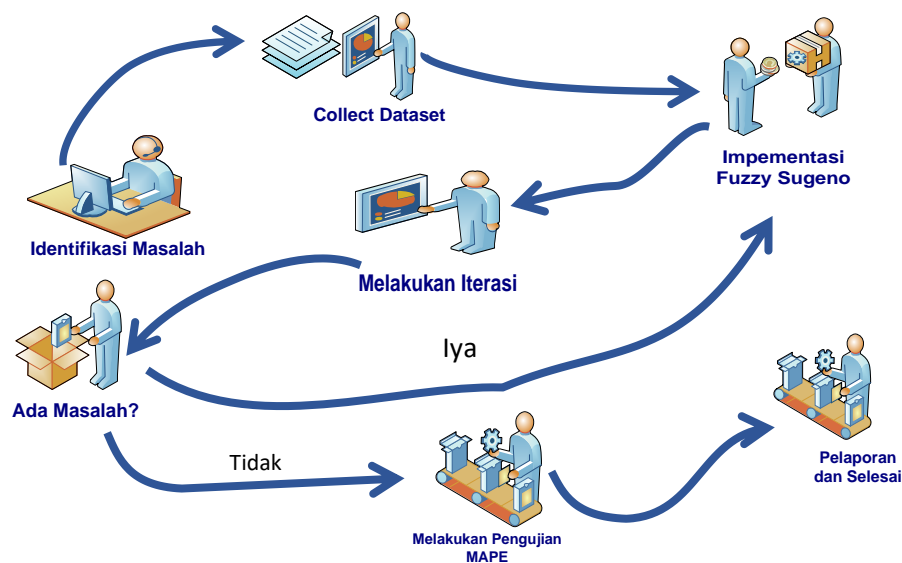 Collect Dataset
Impementasi
Fuzzy Sugeno
Identifikasi Masalah
Melakukan Iterasi
Iya
Ada Masalah?
Tidak
Melakukan Pengujian
MAPE
Pelaporan
dan Selesai